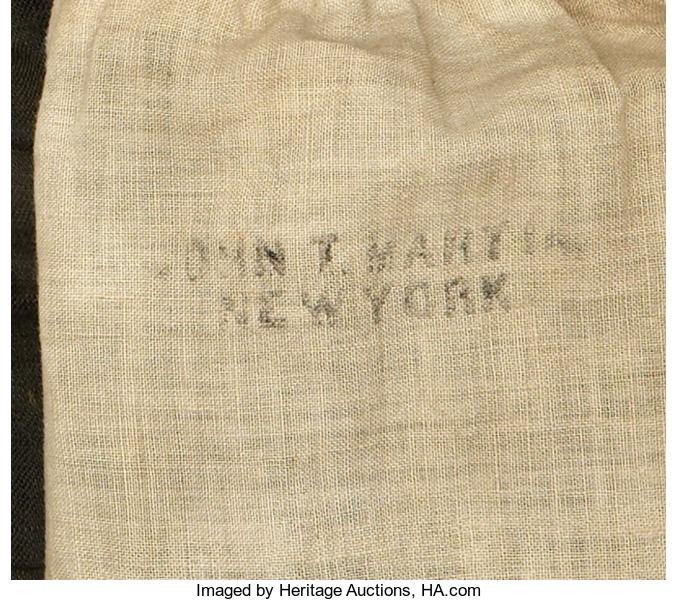 JOHN T. MARTIN
NEW YORK
Imaged by Heritage Auctions, HA.com